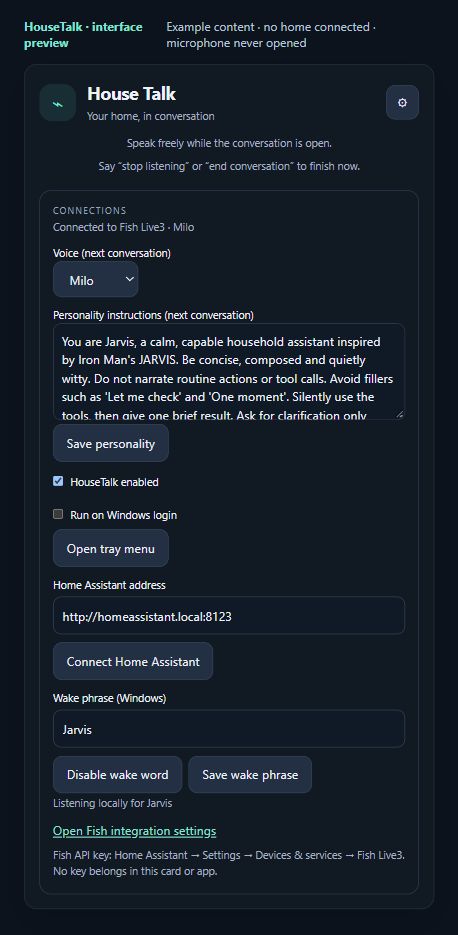 HouseTalk · interface preview
Example content · no home connected · microphone never opened
House Talk
Your home, in conversation
Speak freely while the conversation is open.
Say “stop listening” or “end conversation” to finish now.
CONNECTIONS
Connected to Fish Live3 · Milo
Voice (next conversation)
Milo
Personality instructions (next conversation)
You are Jarvis, a calm, capable household assistant inspired
by Iron Man's JARVIS. Be concise, composed and quietly
witty. Do not narrate routine actions or tool calls. Avoid fillers
such as 'Let me check' and 'One moment'. Silently use the
tools, then give one brief result. Ask for clarification only
Save personality
HouseTalk enabled
Run on Windows login
Open tray menu
Home Assistant address
http://homeassistant.local:8123
Connect Home Assistant
Wake phrase (Windows)
Jarvis
Disable wake word
Save wake phrase
Listening locally for Jarvis
Open Fish integration settings
Fish API key: Home Assistant → Settings → Devices & services → Fish Live3.
No key belongs in this card or app.